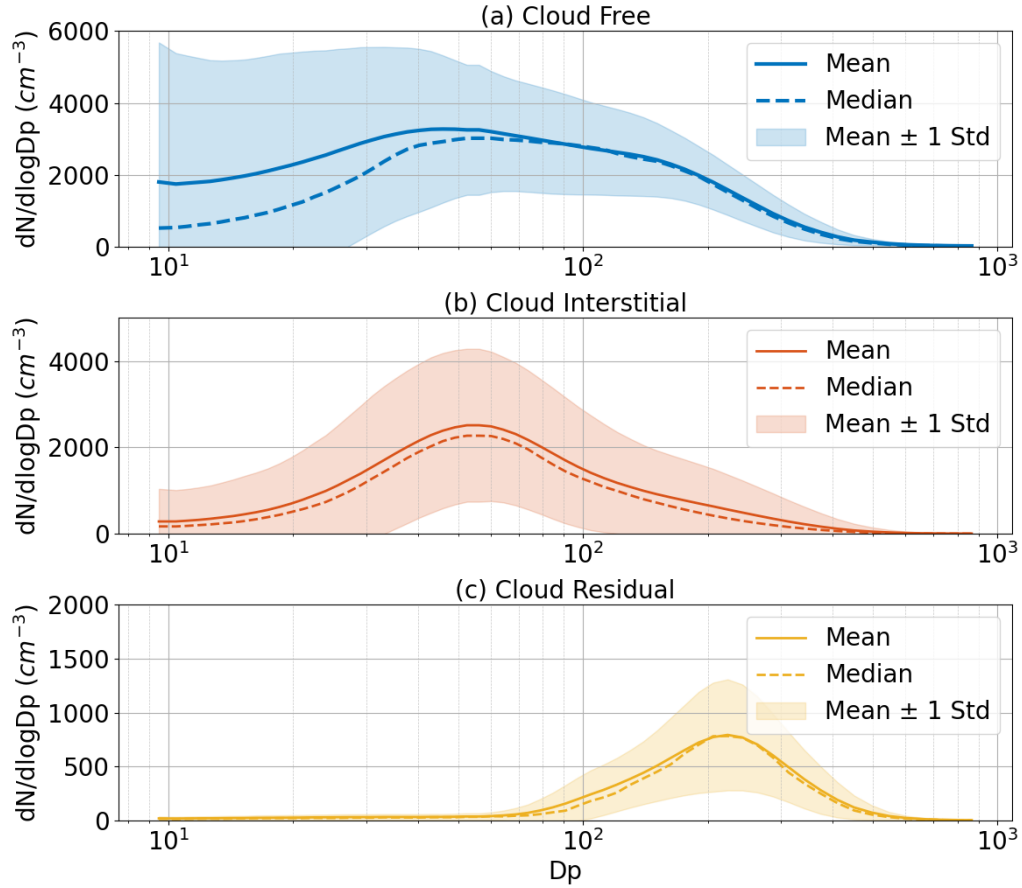 (a) Cloud Free
6000
4000
2000
0
dN/dlogDp (cm⁻³)
Mean
Median
Mean ± 1 Std
10¹
10²
10³
(b) Cloud Interstitial
4000
2000
0
dN/dlogDp (cm⁻³)
Mean
Median
Mean ± 1 Std
10¹
10²
10³
(c) Cloud Residual
2000
1500
1000
500
0
dN/dlogDp (cm⁻³)
Mean
Median
Mean ± 1 Std
10¹
10²
10³
Dp